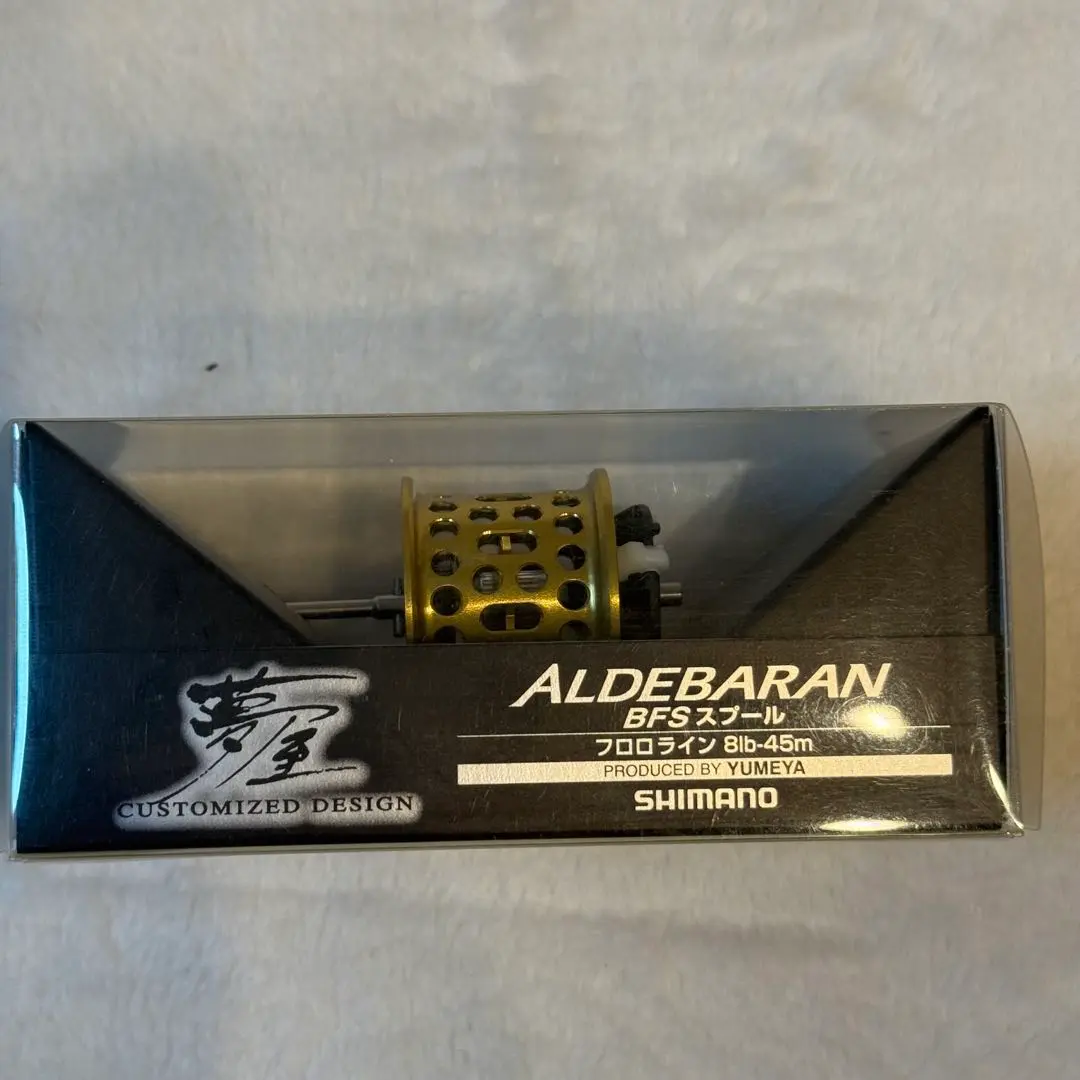 夢屋
CUSTOMIZED DESIGN
ALDEBARAN
BFSスプール
フロロライン 8lb-45m
PRODUCED BY YUMEYA
SHIMANO